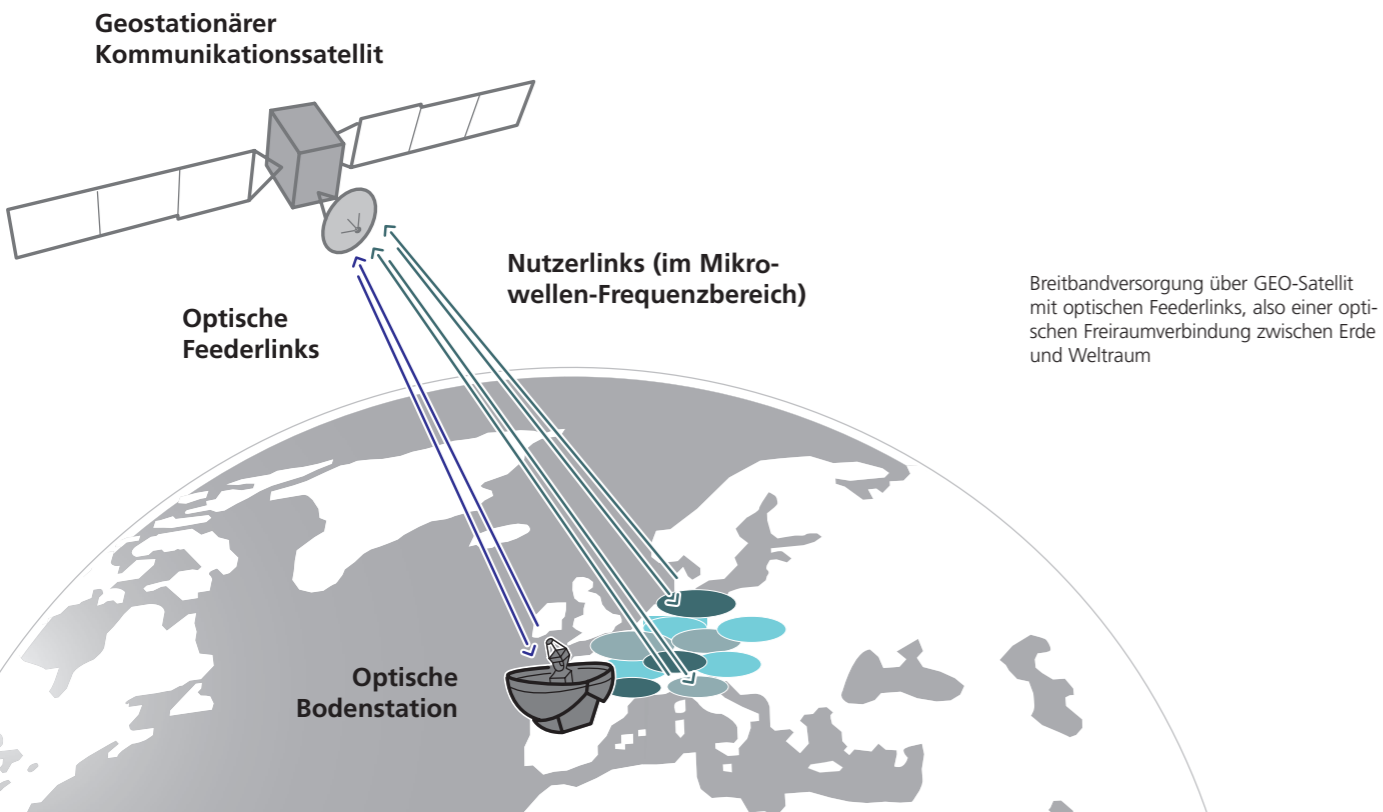 Geostationärer
Kommunikationssatellit
Nutzerlinks (im Mikro-
wellen-Frequenzbereich)
Optische
Feederlinks
Breitbandversorgung über GEO-Satellit
mit optischen Feederlinks, also einer opti-
schen Freiraumverbindung zwischen Erde
und Weltraum
Optische
Bodenstation